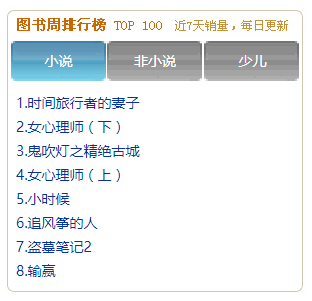 图书周排行榜 TOP 100 近7天销量，每日更新
小说 非小说 少儿
1.时间旅行者的妻子
2.女心理师（下）
3.鬼吹灯之精绝古城
4.女心理师（上）
5.小时候
6.追风筝的人
7.盗墓笔记2
8.输赢